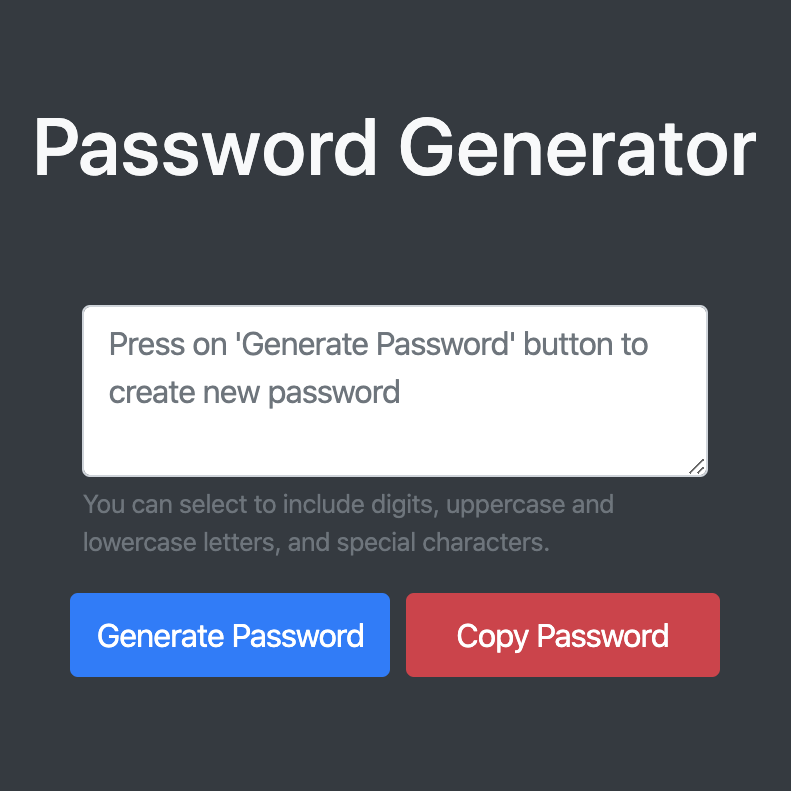 Password Generator
Press on 'Generate Password' button to
create new password
You can select to include digits, uppercase and
lowercase letters, and special characters.
Generate Password
Copy Password